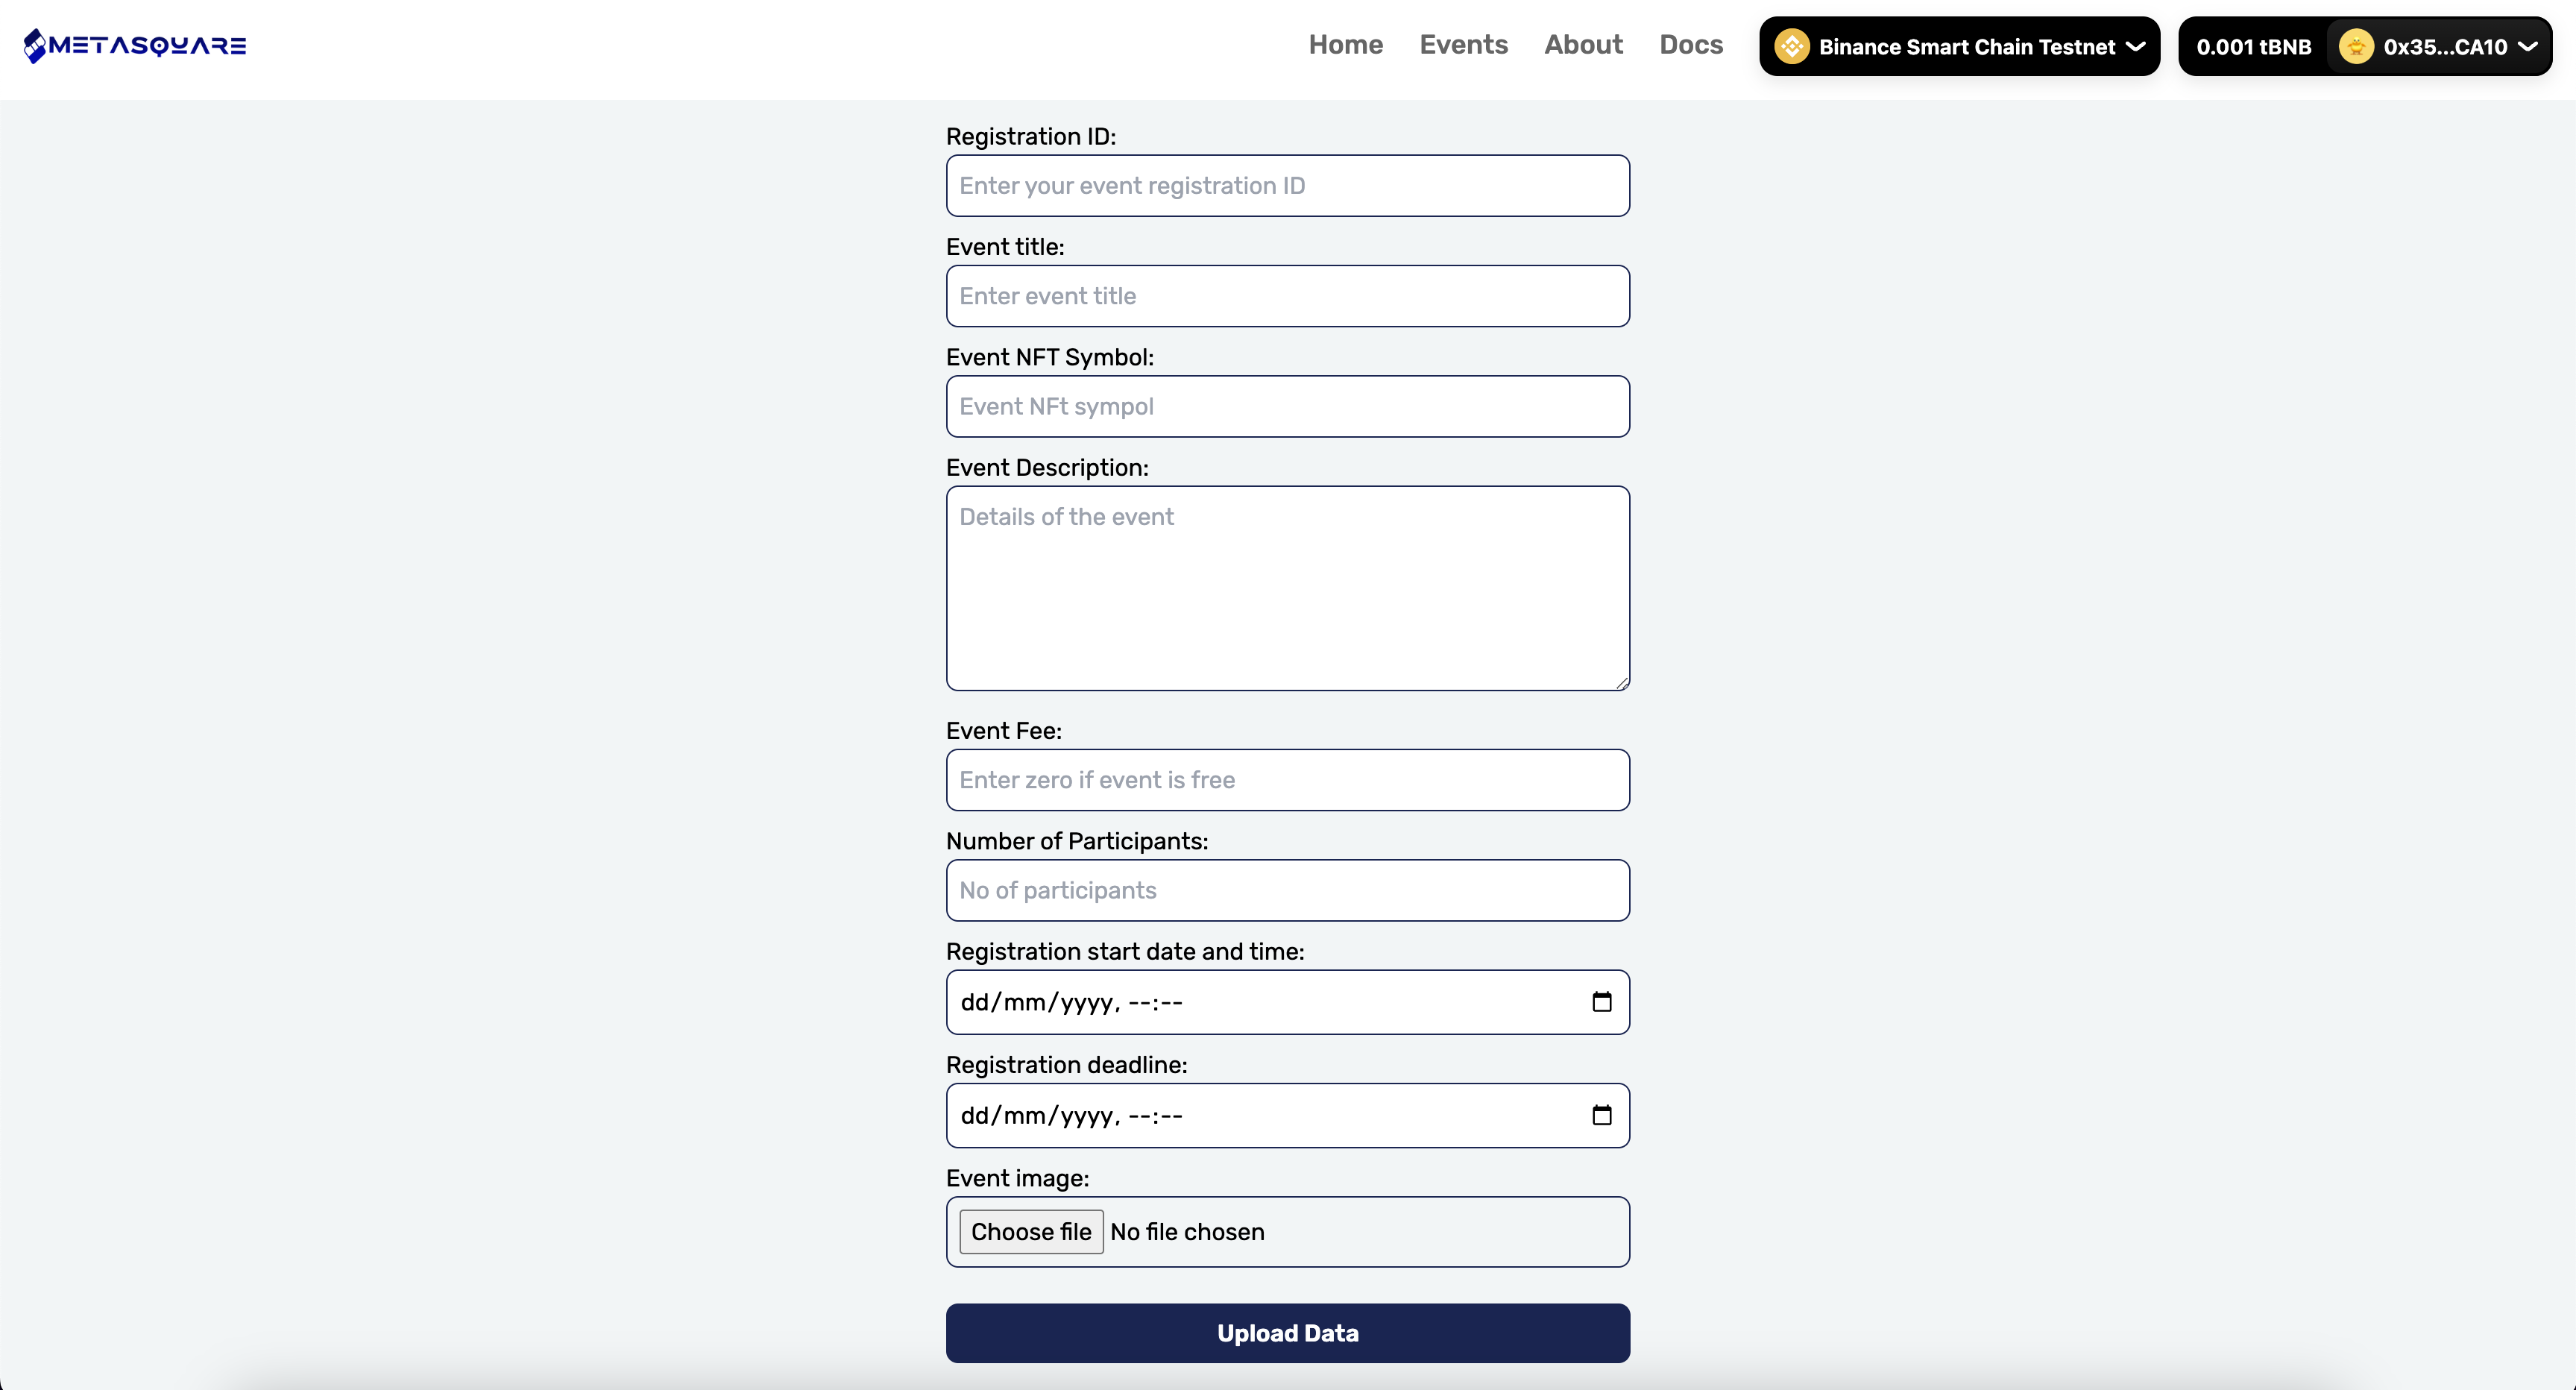 METASQUARE
Home Events About Docs Binance Smart Chain Testnet 0.001 tBNB 0x35...CA10
Registration ID:
Enter your event registration ID
Event title:
Enter event title
Event NFT Symbol:
Event NFt sympol
Event Description:
Details of the event
Event Fee:
Enter zero if event is free
Number of Participants:
No of participants
Registration start date and time:
dd/mm/yyyy, --:--
Registration deadline:
dd/mm/yyyy, --:--
Event image:
Choose file No file chosen
Upload Data